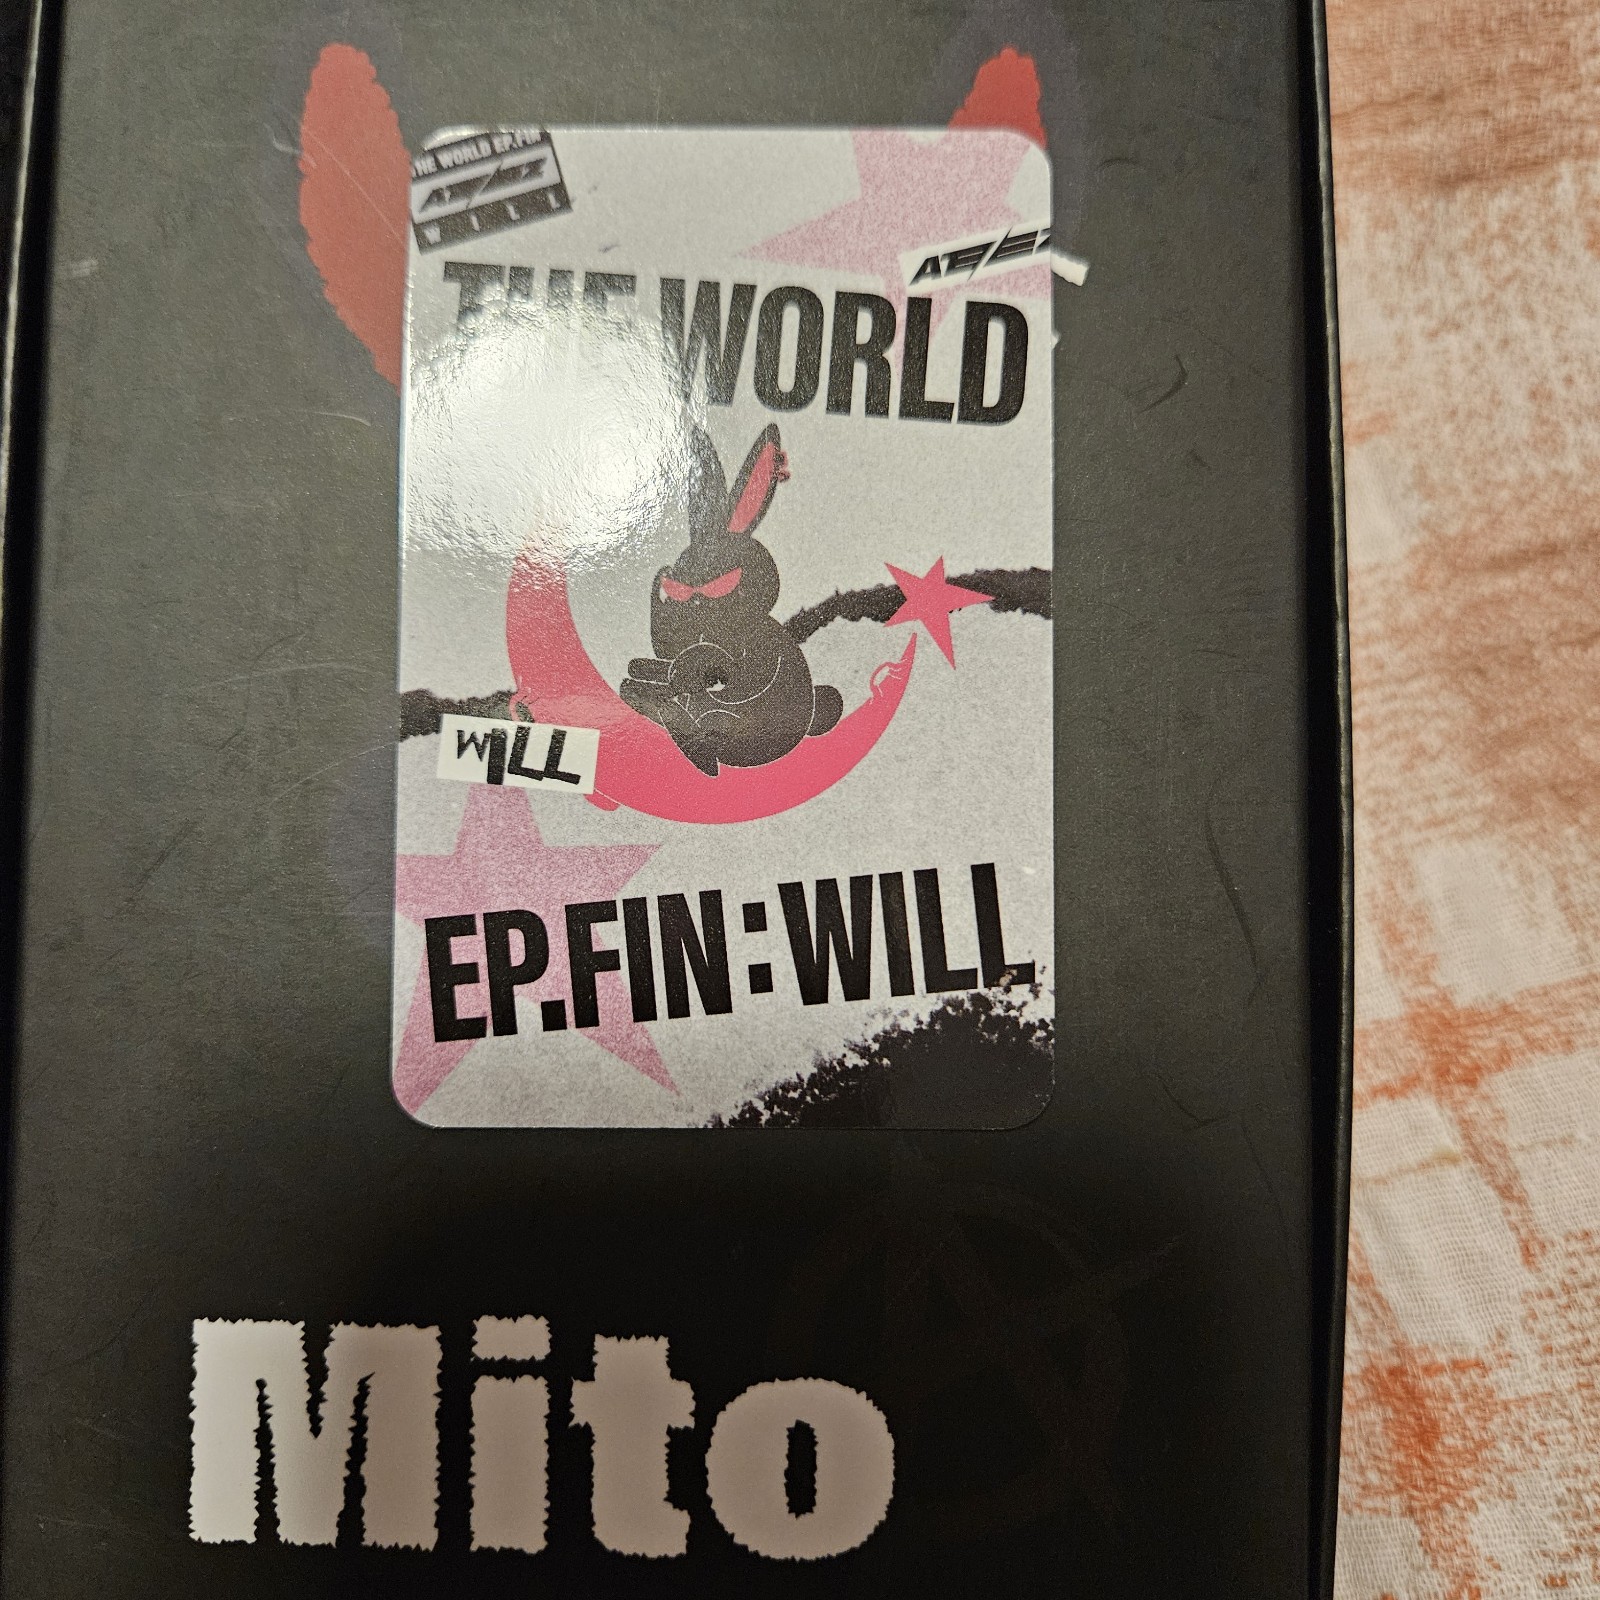 THE WORLD EP.FIN
ATEEZ
WILL
ATEEZ
THE WORLD
WILL
EP.FIN:WILL
Mito